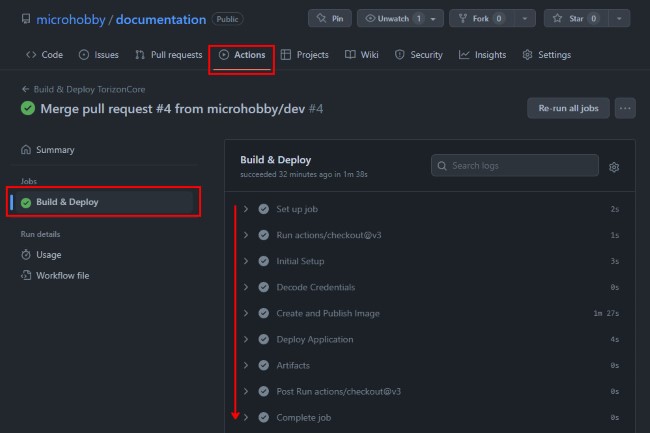 microhobby / documentation Public Pin Unwatch 1 Fork 0 Star 0
Code Issues Pull requests Actions Projects Wiki Security Insights Settings
Build & Deploy TorizonCore
Merge pull request #4 from microhobby/dev #4
Re-run all jobs ...
Summary
Jobs
Build & Deploy
Run details
Usage
Workflow file
Build & Deploy
succeeded 32 minutes ago in 1m 38s
Search logs
Set up job 2s
Run actions/checkout@v3 1s
Initial Setup 3s
Decode Credentials 0s
Create and Publish Image 1m 27s
Deploy Application 4s
Artifacts 0s
Post Run actions/checkout@v3 0s
Complete job 0s